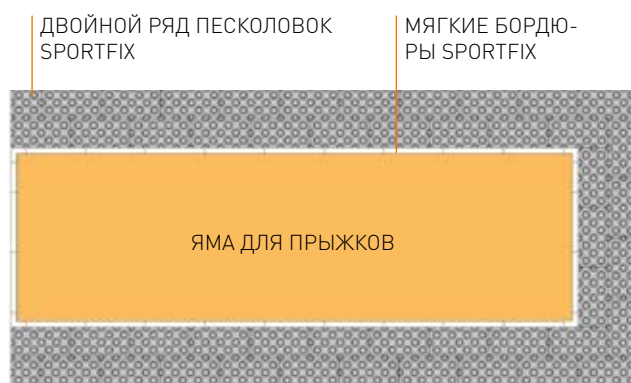 ДВОЙНОЙ РЯД ПЕСКОЛОВОК
SPORTFIX
МЯГКИЕ БОРДЮ-
РЫ SPORTFIX
ЯМА ДЛЯ ПРЫЖКОВ